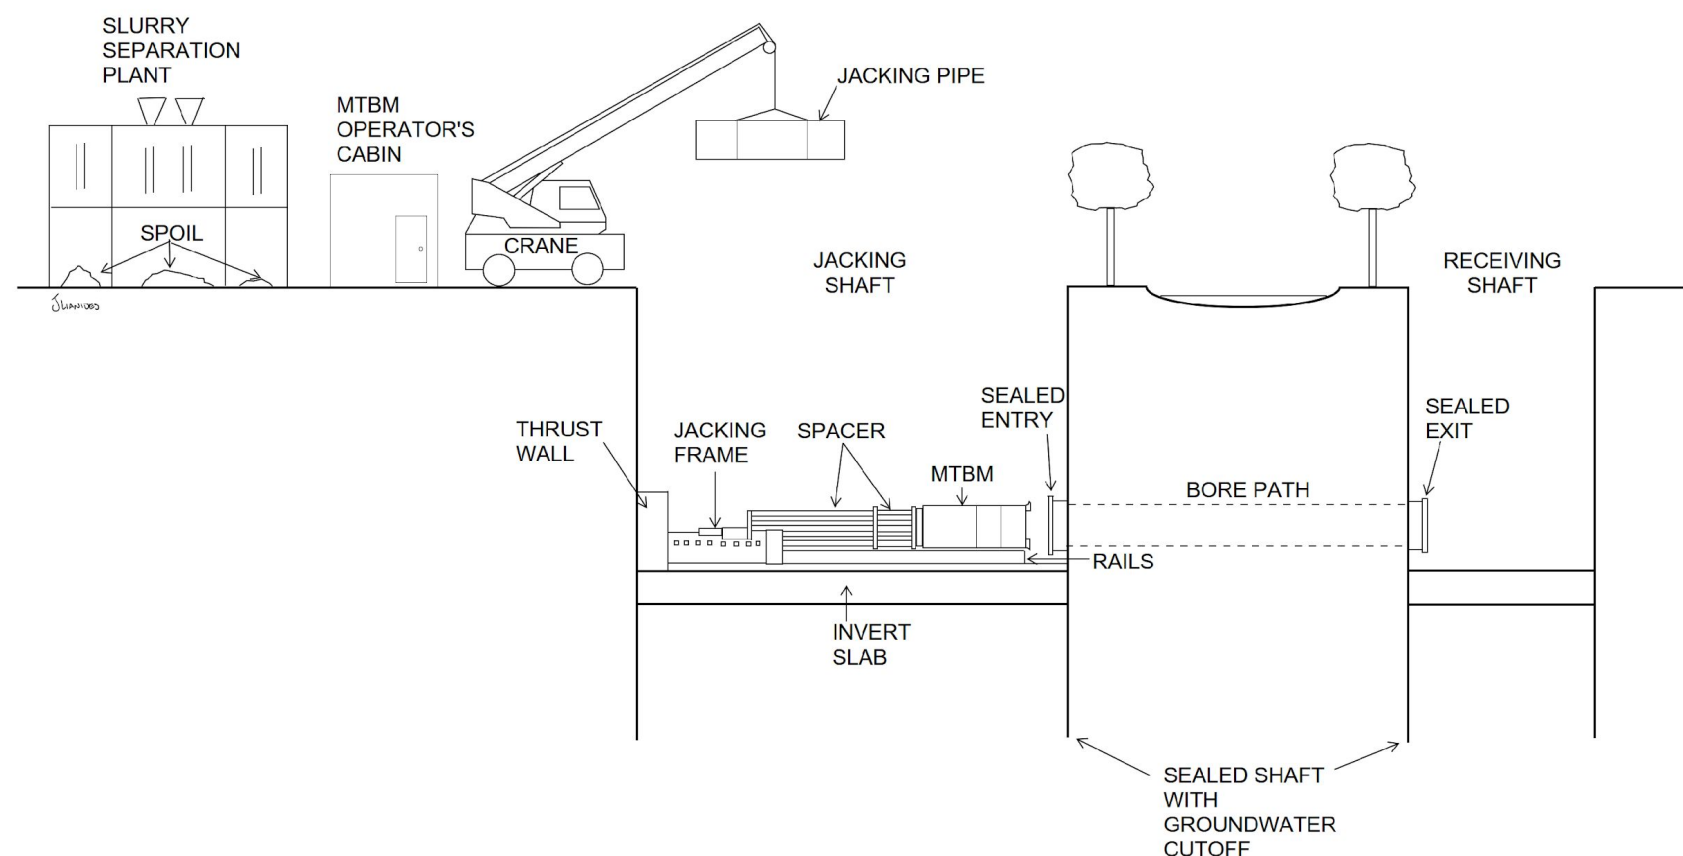 SLURRY
SEPARATION
PLANT
MTBM
OPERATOR'S
CABIN
JACKING PIPE
SPOIL
CRANE
JACKING
SHAFT
RECEIVING
SHAFT
THRUST
WALL
JACKING
FRAME
SPACER
MTBM
SEALED
ENTRY
BORE PATH
SEALED
EXIT
RAILS
INVERT
SLAB
SEALED SHAFT
WITH
GROUNDWATER
CUTOFF